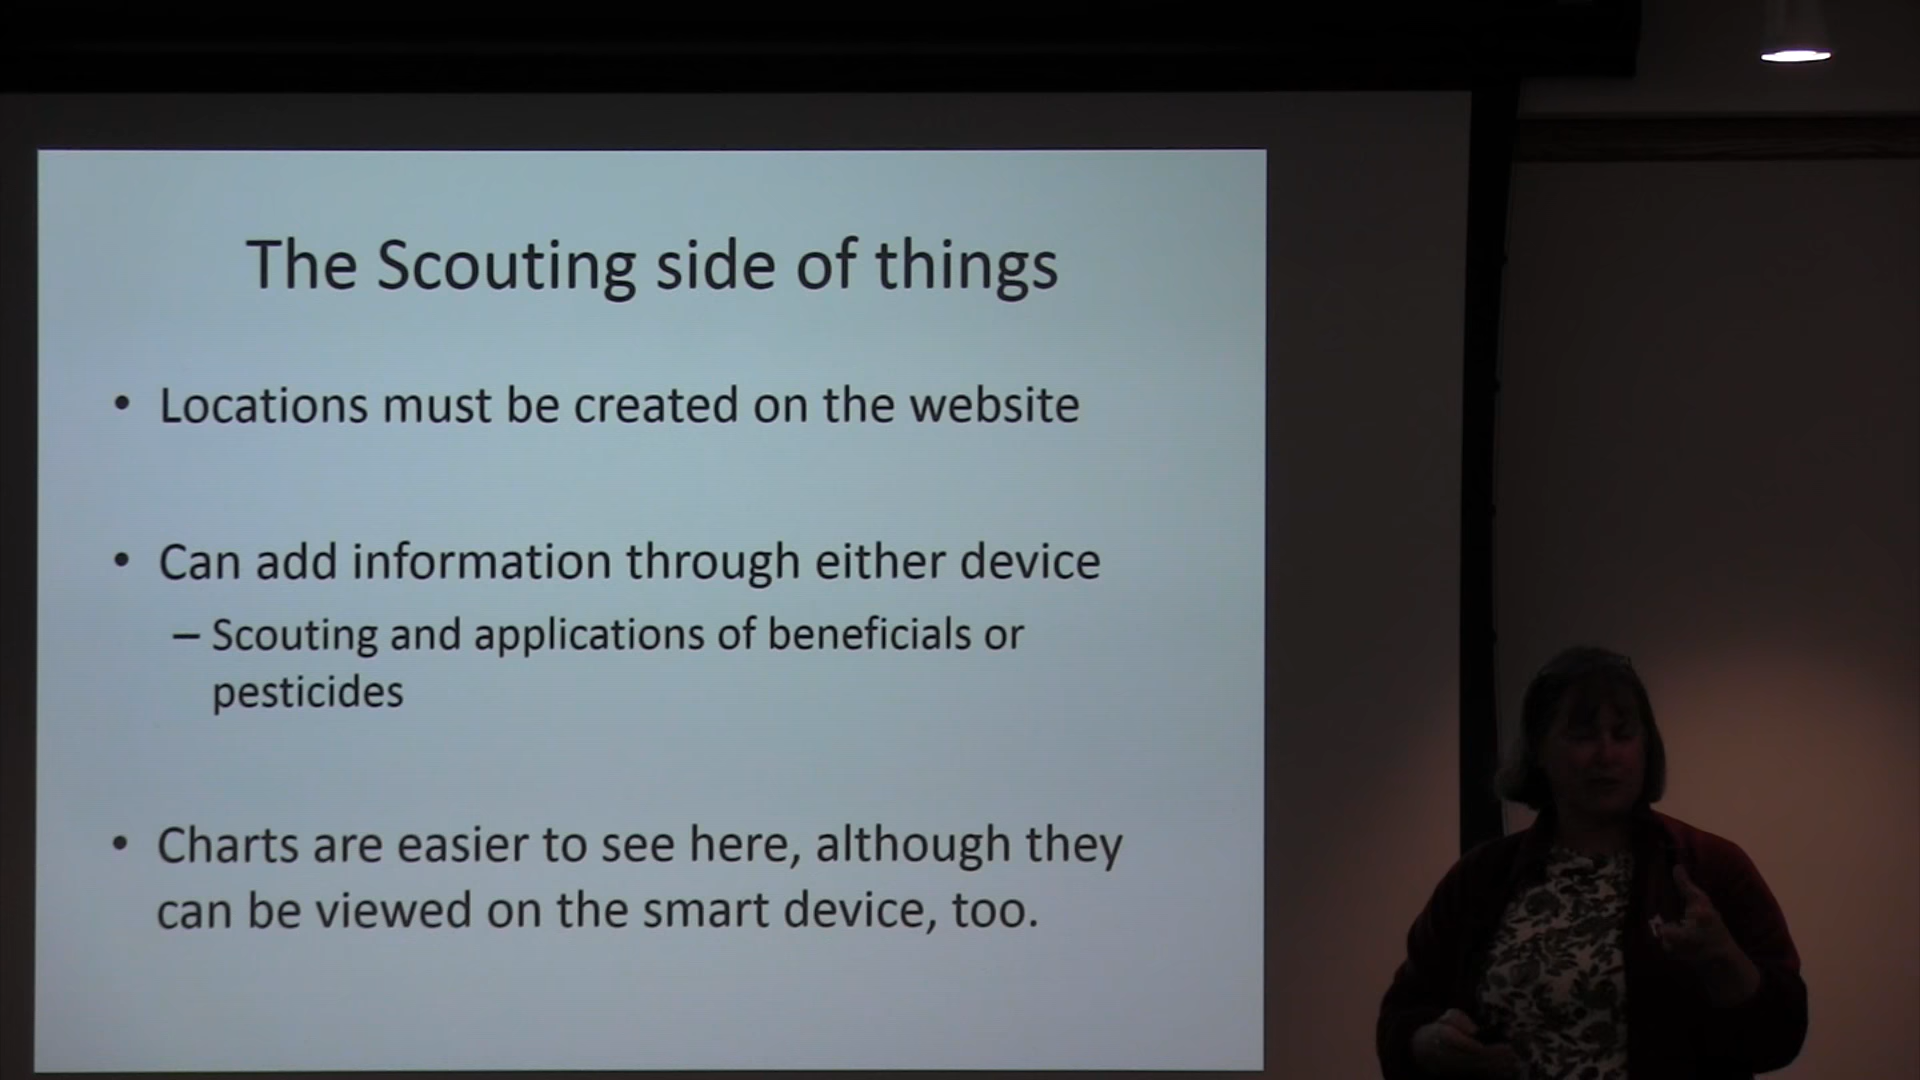 The Scouting side of things
• Locations must be created on the website
• Can add information through either device
– Scouting and applications of beneficials or
pesticides
• Charts are easier to see here, although they
can be viewed on the smart device, too.